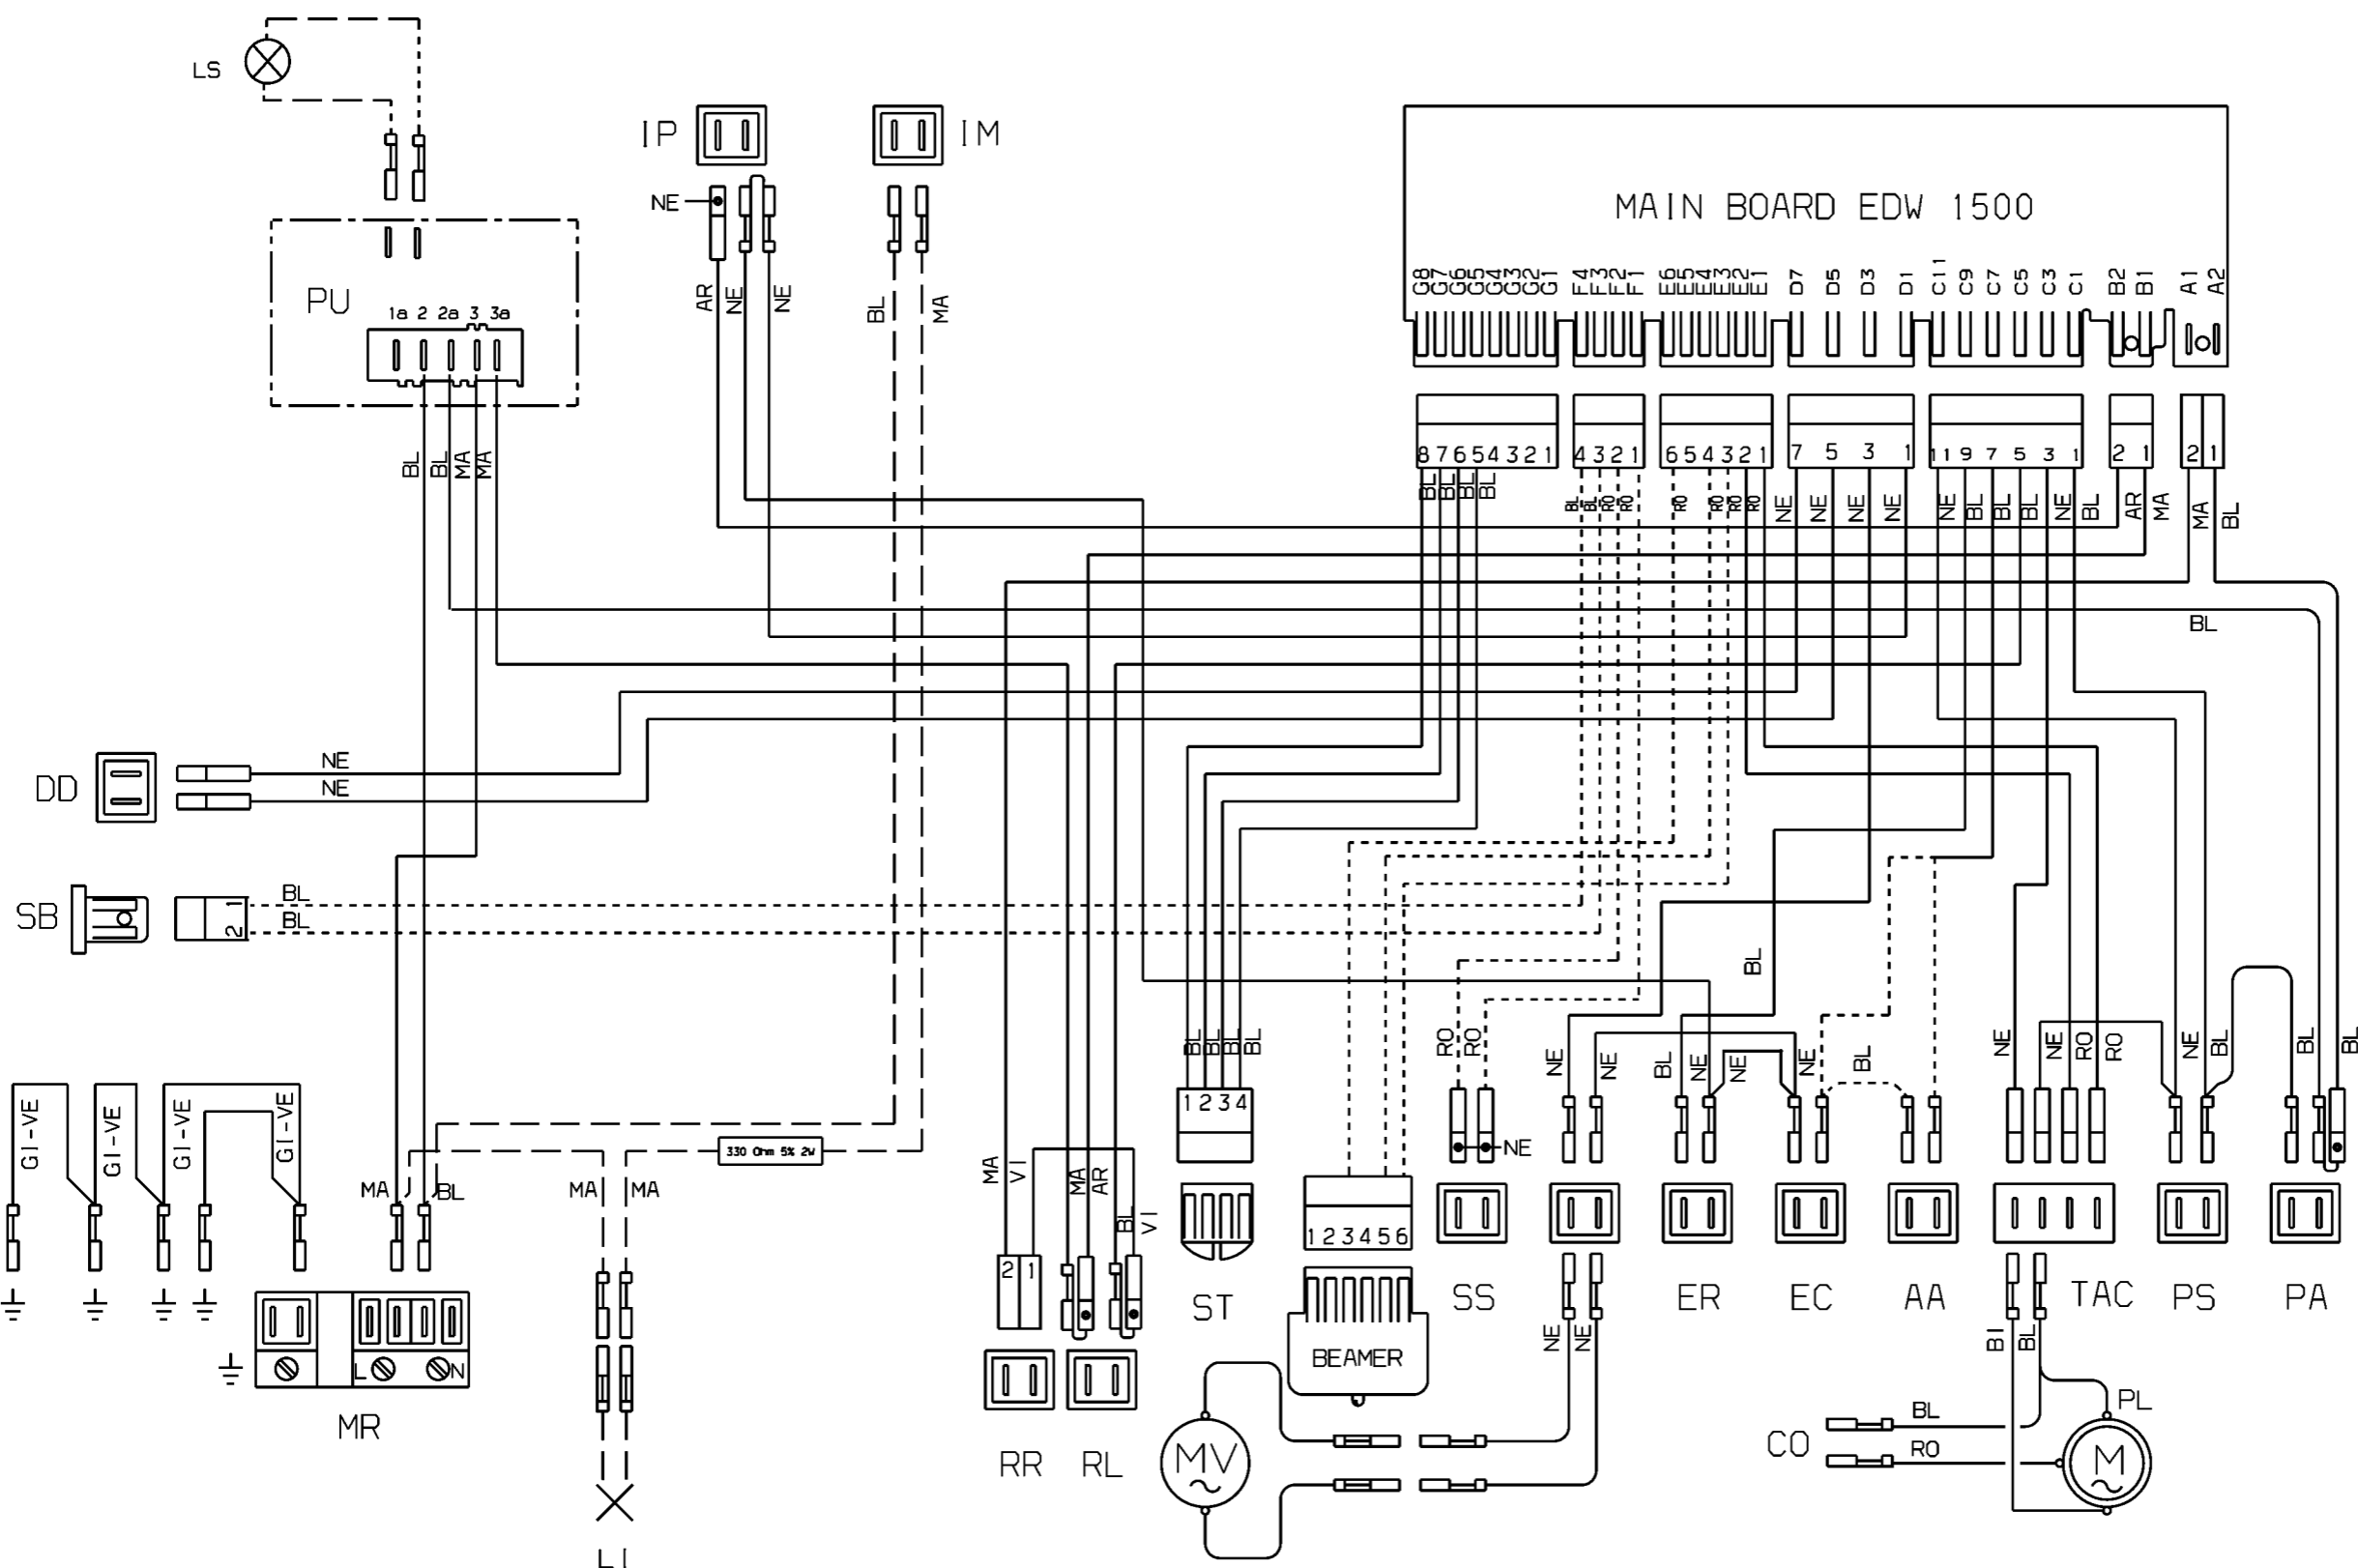 LS
IP
IM
NE
MAIN BOARD EDW 1500
PU
1a 2 2a 3 3a
AR NE NE BL MA
G8 G7 G6 G5 G4 G3 G2 G1 F4 F3 F2 F1 E6 E5 E4 E3 E2 E1 D7 D5 D3 D1 C11 C9 C7 C5 C3 C1 B2 B1 A1 A2
8 7 6 5 4 3 2 1 4 3 2 1 6 5 4 3 2 1 7 5 3 1 11 9 7 5 3 1 2 1 2 1
BL BL MA MA
BL BL BL BL BL BL RO RO RO RO RO RO NE NE NE NE NE BL BL BL NE BL AR MA MA BL
BL
DD
NE
NE
SB
1
2
BL
BL
BL
GI-VE GI-VE GI-VE GI-VE
BL BL BL BL RO RO NE NE BL NE NE NE BL NE NE RO RO NE BL BL BL
1 2 3 4
330 Ohm 5% 2W
NE
MA BL MA MA
MA VI MA AR BL VI
1 2 3 4 5 6
2 1
ST
SS
ER
EC
AA
TAC
PS
PA
NE NE BI BL
BEAMER
L N
MR
RR
RL
MV
CO
BL
RO
PL
M
LI